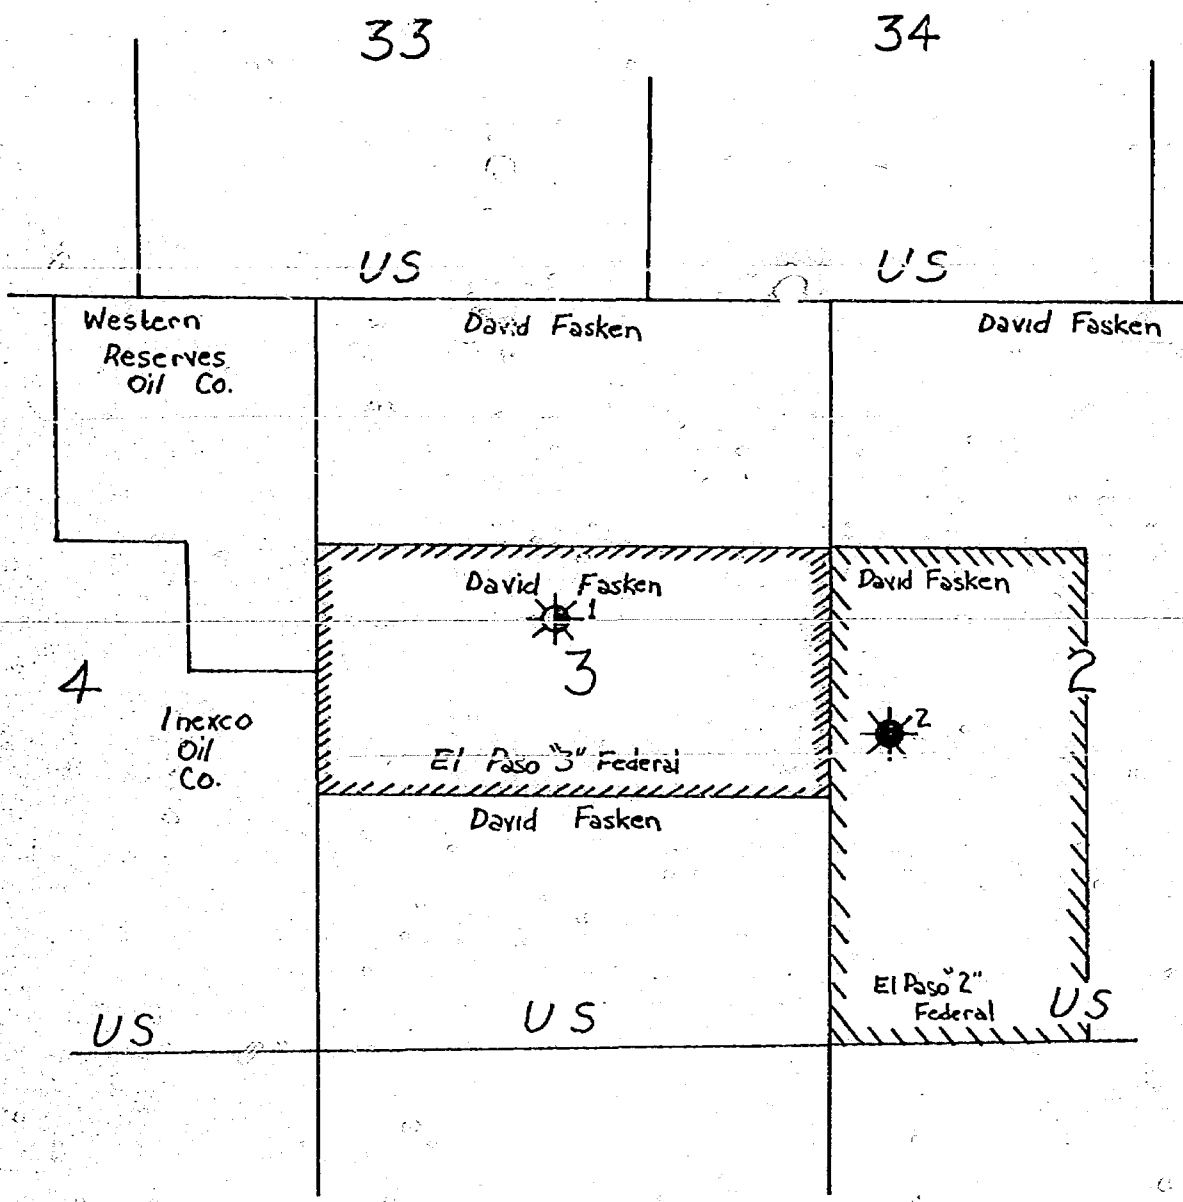 33
34
US
US
Western
Reserves
Oil Co.
David Fasken
David Fasken
David Fasken
1
3
El Paso "3" Federal
David Fasken
2
2
El Paso "2"
Federal
US
4
Inexco
Oil
Co.
US
David Fasken
US